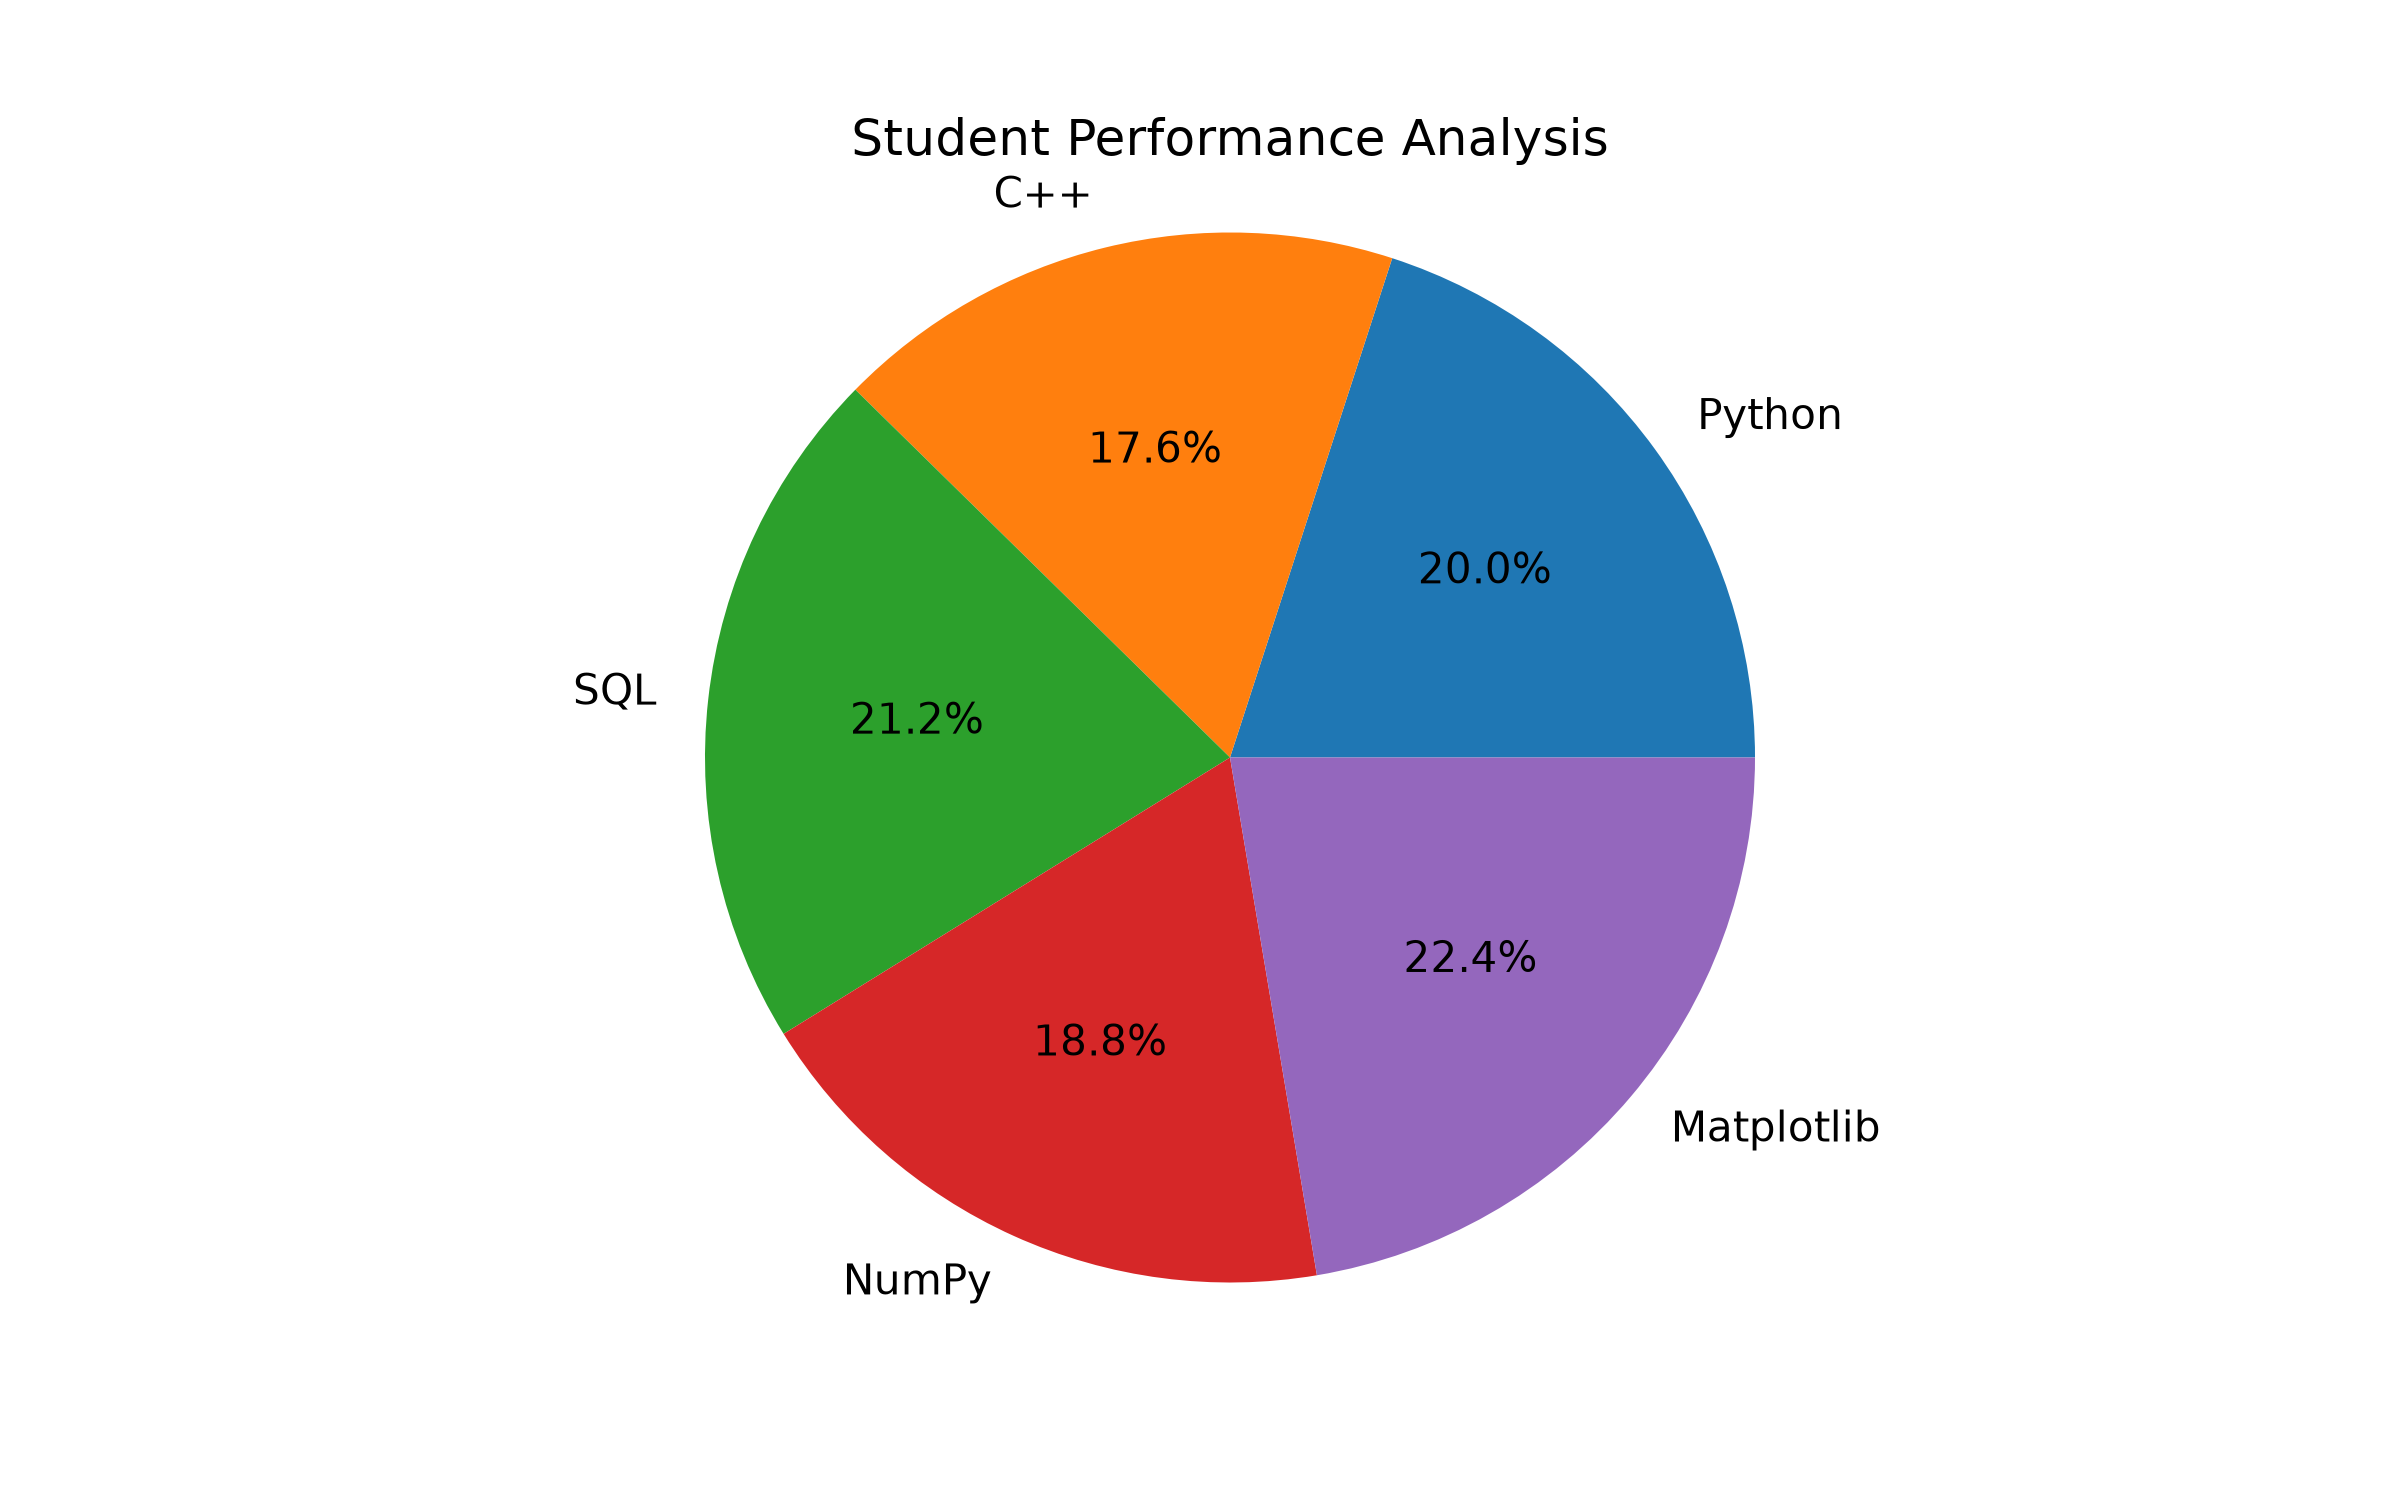 Student Performance Analysis
C++
Python
17.6%
20.0%
SQL
21.2%
22.4%
18.8%
Matplotlib
NumPy